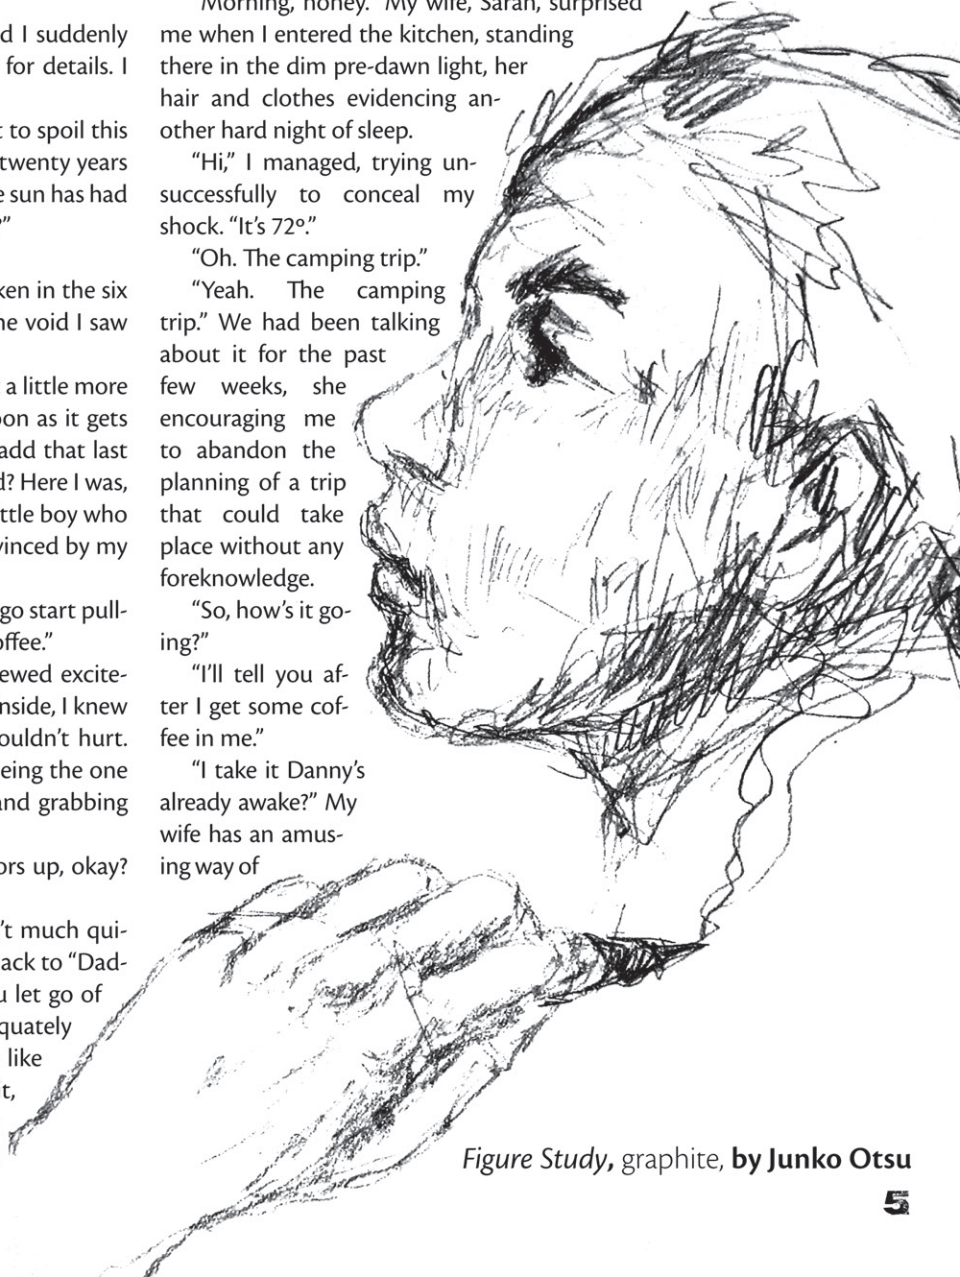 d I suddenly
for details. I
t to spoil this
twenty years
e sun has had
?”
ken in the six
he void I saw
a little more
oon as it gets
add that last
d? Here I was,
ttle boy who
vinced by my
go start pull-
offee.”
ewed excite-
nside, I knew
ouldn’t hurt.
eing the one
and grabbing
ors up, okay?
’t much qui-
ack to “Dad-
u let go of
quately
like
it,
“Morning, honey.” My wife, Sarah, surprised
me when I entered the kitchen, standing
there in the dim pre-dawn light, her
hair and clothes evidencing an-
other hard night of sleep.
“Hi,” I managed, trying un-
successfully to conceal my
shock. “It’s 72º.”
“Oh. The camping trip.”
“Yeah. The camping
trip.” We had been talking
about it for the past
few weeks, she
encouraging me
to abandon the
planning of a trip
that could take
place without any
foreknowledge.
“So, how’s it go-
ing?”
“I’ll tell you af-
ter I get some cof-
fee in me.”
“I take it Danny’s
already awake?” My
wife has an amus-
ing way of
Figure Study, graphite, by Junko Otsu
5